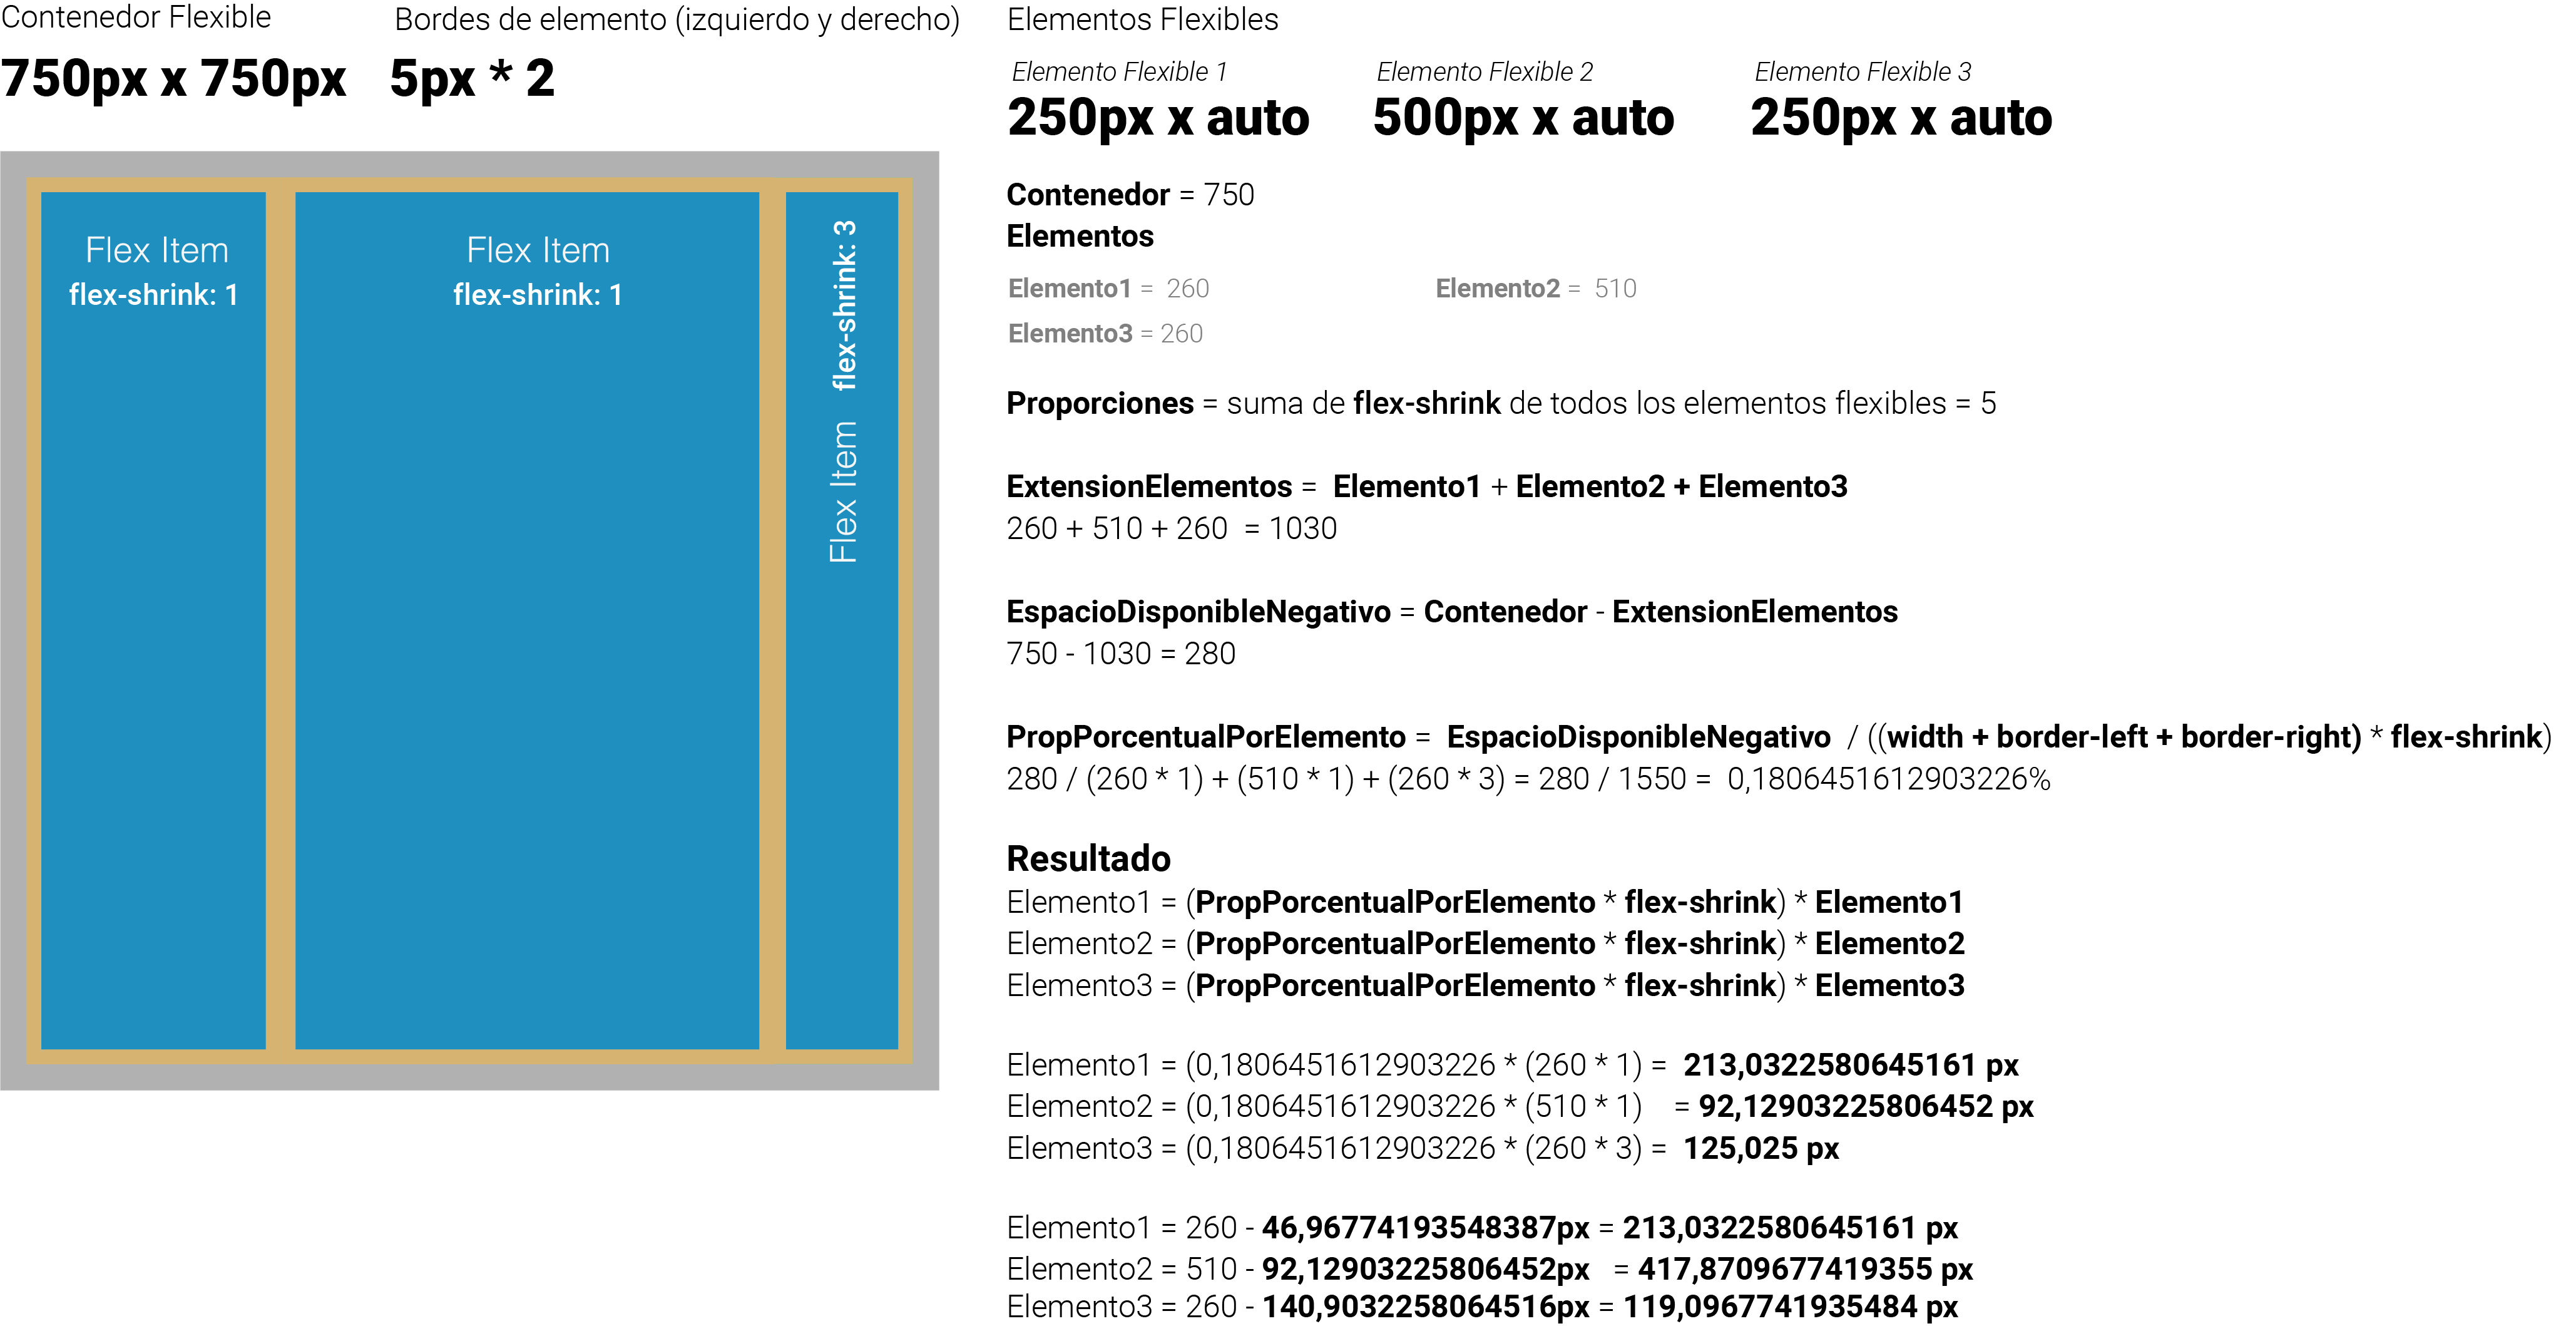 Contenedor Flexible
750px x 750px
Bordes de elemento (izquierdo y derecho)
5px * 2
Flex Item
flex-shrink: 1
Flex Item
flex-shrink: 1
Flex Item flex-shrink: 3
Elementos Flexibles
Elemento Flexible 1
250px x auto
Elemento Flexible 2
500px x auto
Elemento Flexible 3
250px x auto
Contenedor = 750
Elementos
Elemento1 = 260
Elemento2 = 510
Elemento3 = 260
Proporciones = suma de flex-shrink de todos los elementos flexibles = 5
ExtensionElementos = Elemento1 + Elemento2 + Elemento3
260 + 510 + 260 = 1030
EspacioDisponibleNegativo = Contenedor - ExtensionElementos
750 - 1030 = 280
PropPorcentualPorElemento = EspacioDisponibleNegativo / ((width + border-left + border-right) * flex-shrink)
280 / (260 * 1) + (510 * 1) + (260 * 3) = 280 / 1550 = 0,1806451612903226%
Resultado
Elemento1 = (PropPorcentualPorElemento * flex-shrink) * Elemento1
Elemento2 = (PropPorcentualPorElemento * flex-shrink) * Elemento2
Elemento3 = (PropPorcentualPorElemento * flex-shrink) * Elemento3
Elemento1 = (0,1806451612903226 * (260 * 1) = 213,0322580645161 px
Elemento2 = (0,1806451612903226 * (510 * 1) = 92,12903225806452 px
Elemento3 = (0,1806451612903226 * (260 * 3) = 125,025 px
Elemento1 = 260 - 46,96774193548387px = 213,0322580645161 px
Elemento2 = 510 - 92,12903225806452px = 417,8709677419355 px
Elemento3 = 260 - 140,9032258064516px = 119,0967741935484 px